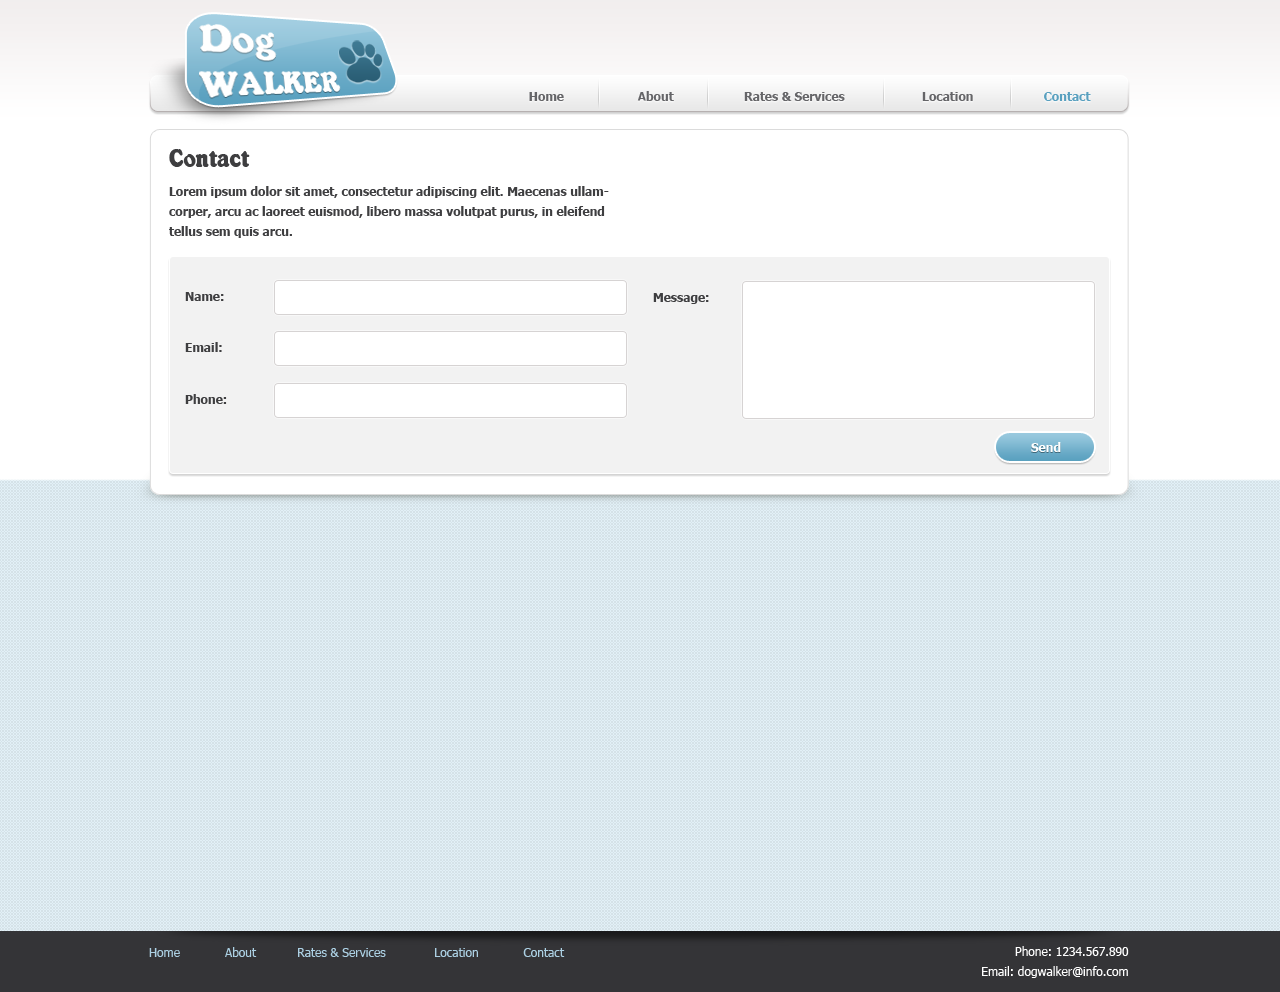 Dog
WALKER
Home About Rates & Services Location Contact
Contact
Lorem ipsum dolor sit amet, consectetur adipiscing elit. Maecenas ullam-
corper, arcu ac laoreet euismod, libero massa volutpat purus, in eleifend
tellus sem quis arcu.
Name:
Email:
Phone:
Message:
Send
Home About Rates & Services Location Contact
Phone: 1234.567.890
Email: dogwalker@info.com